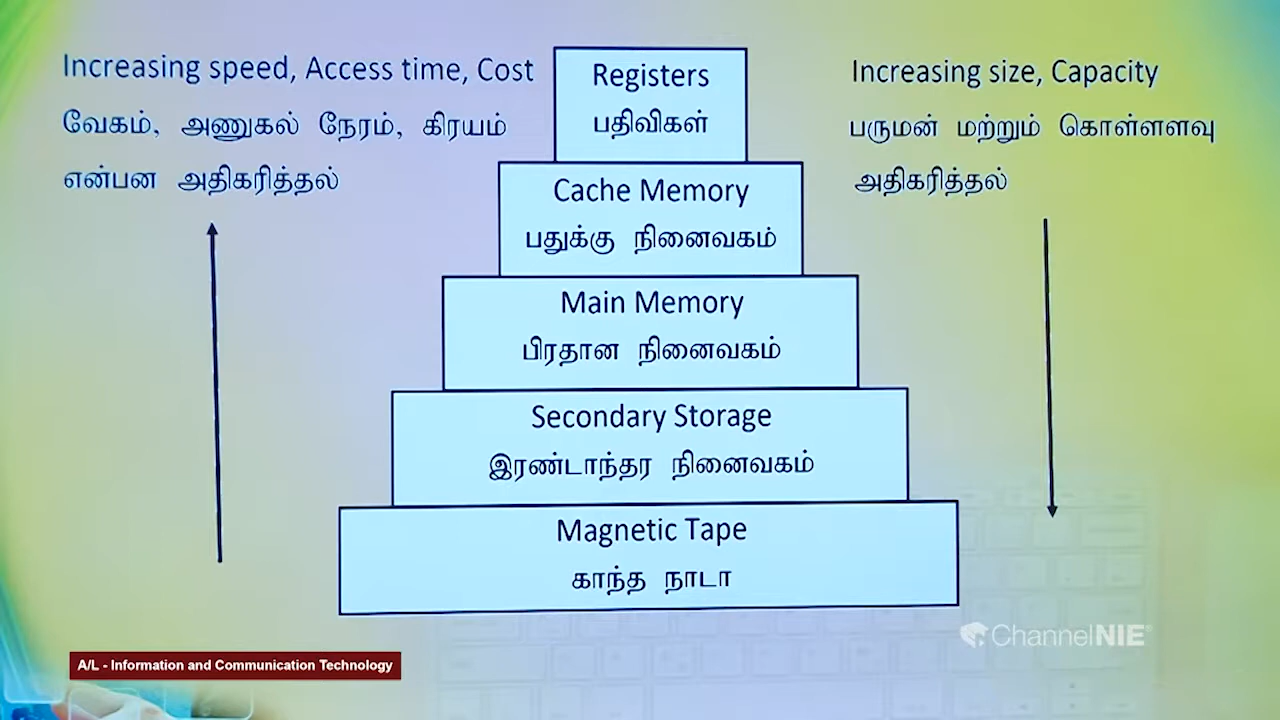 Increasing speed, Access time, Cost
வேகம், அணுகல் நேரம், கிரயம்
என்பன அதிகரித்தல்
Registers
பதிவிகள்
Increasing size, Capacity
பருமன் மற்றும் கொள்ளளவு
அதிகரித்தல்
Cache Memory
பதுக்கு நினைவகம்
Main Memory
பிரதான நினைவகம்
Secondary Storage
இரண்டாந்தர நினைவகம்
Magnetic Tape
காந்த நாடா
ChannelNIE
A/L - Information and Communication Technology